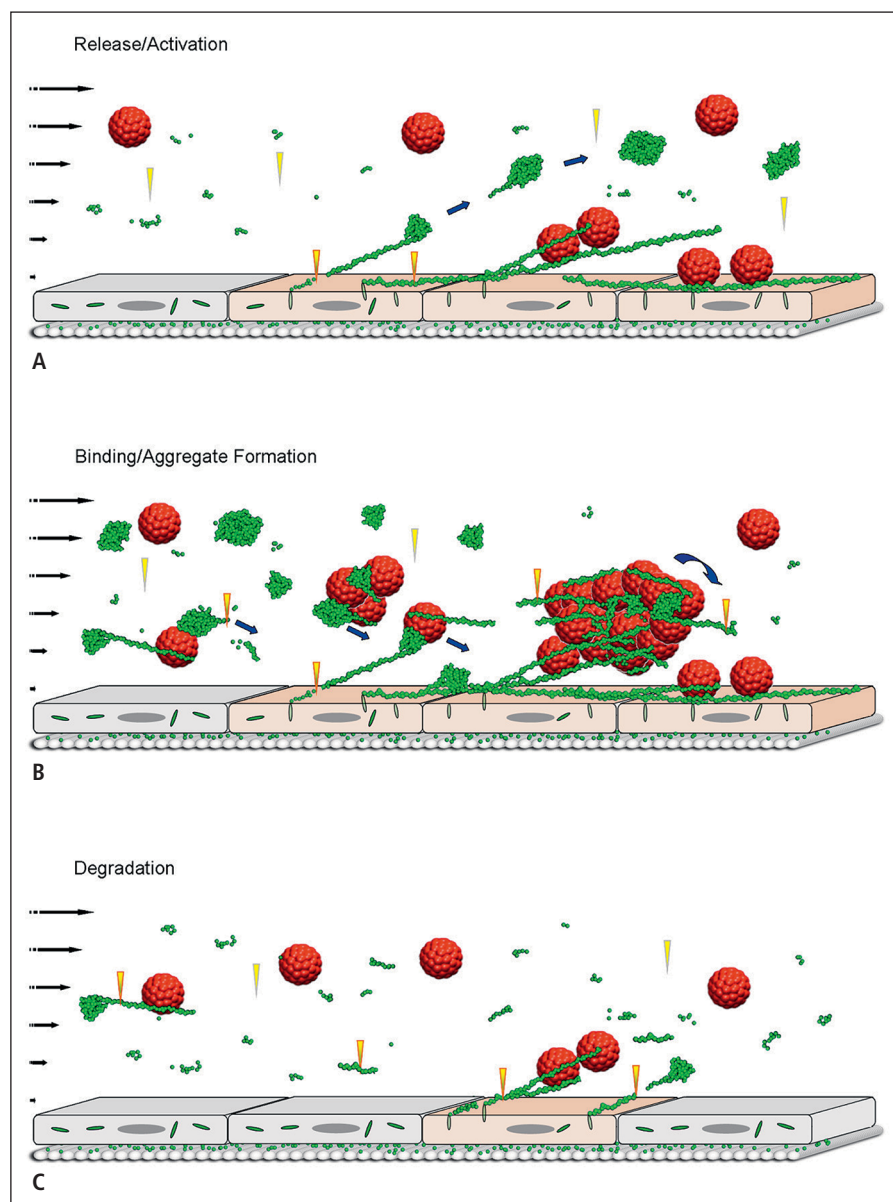 Release/Activation
A
Binding/Aggregate Formation
B
Degradation
C